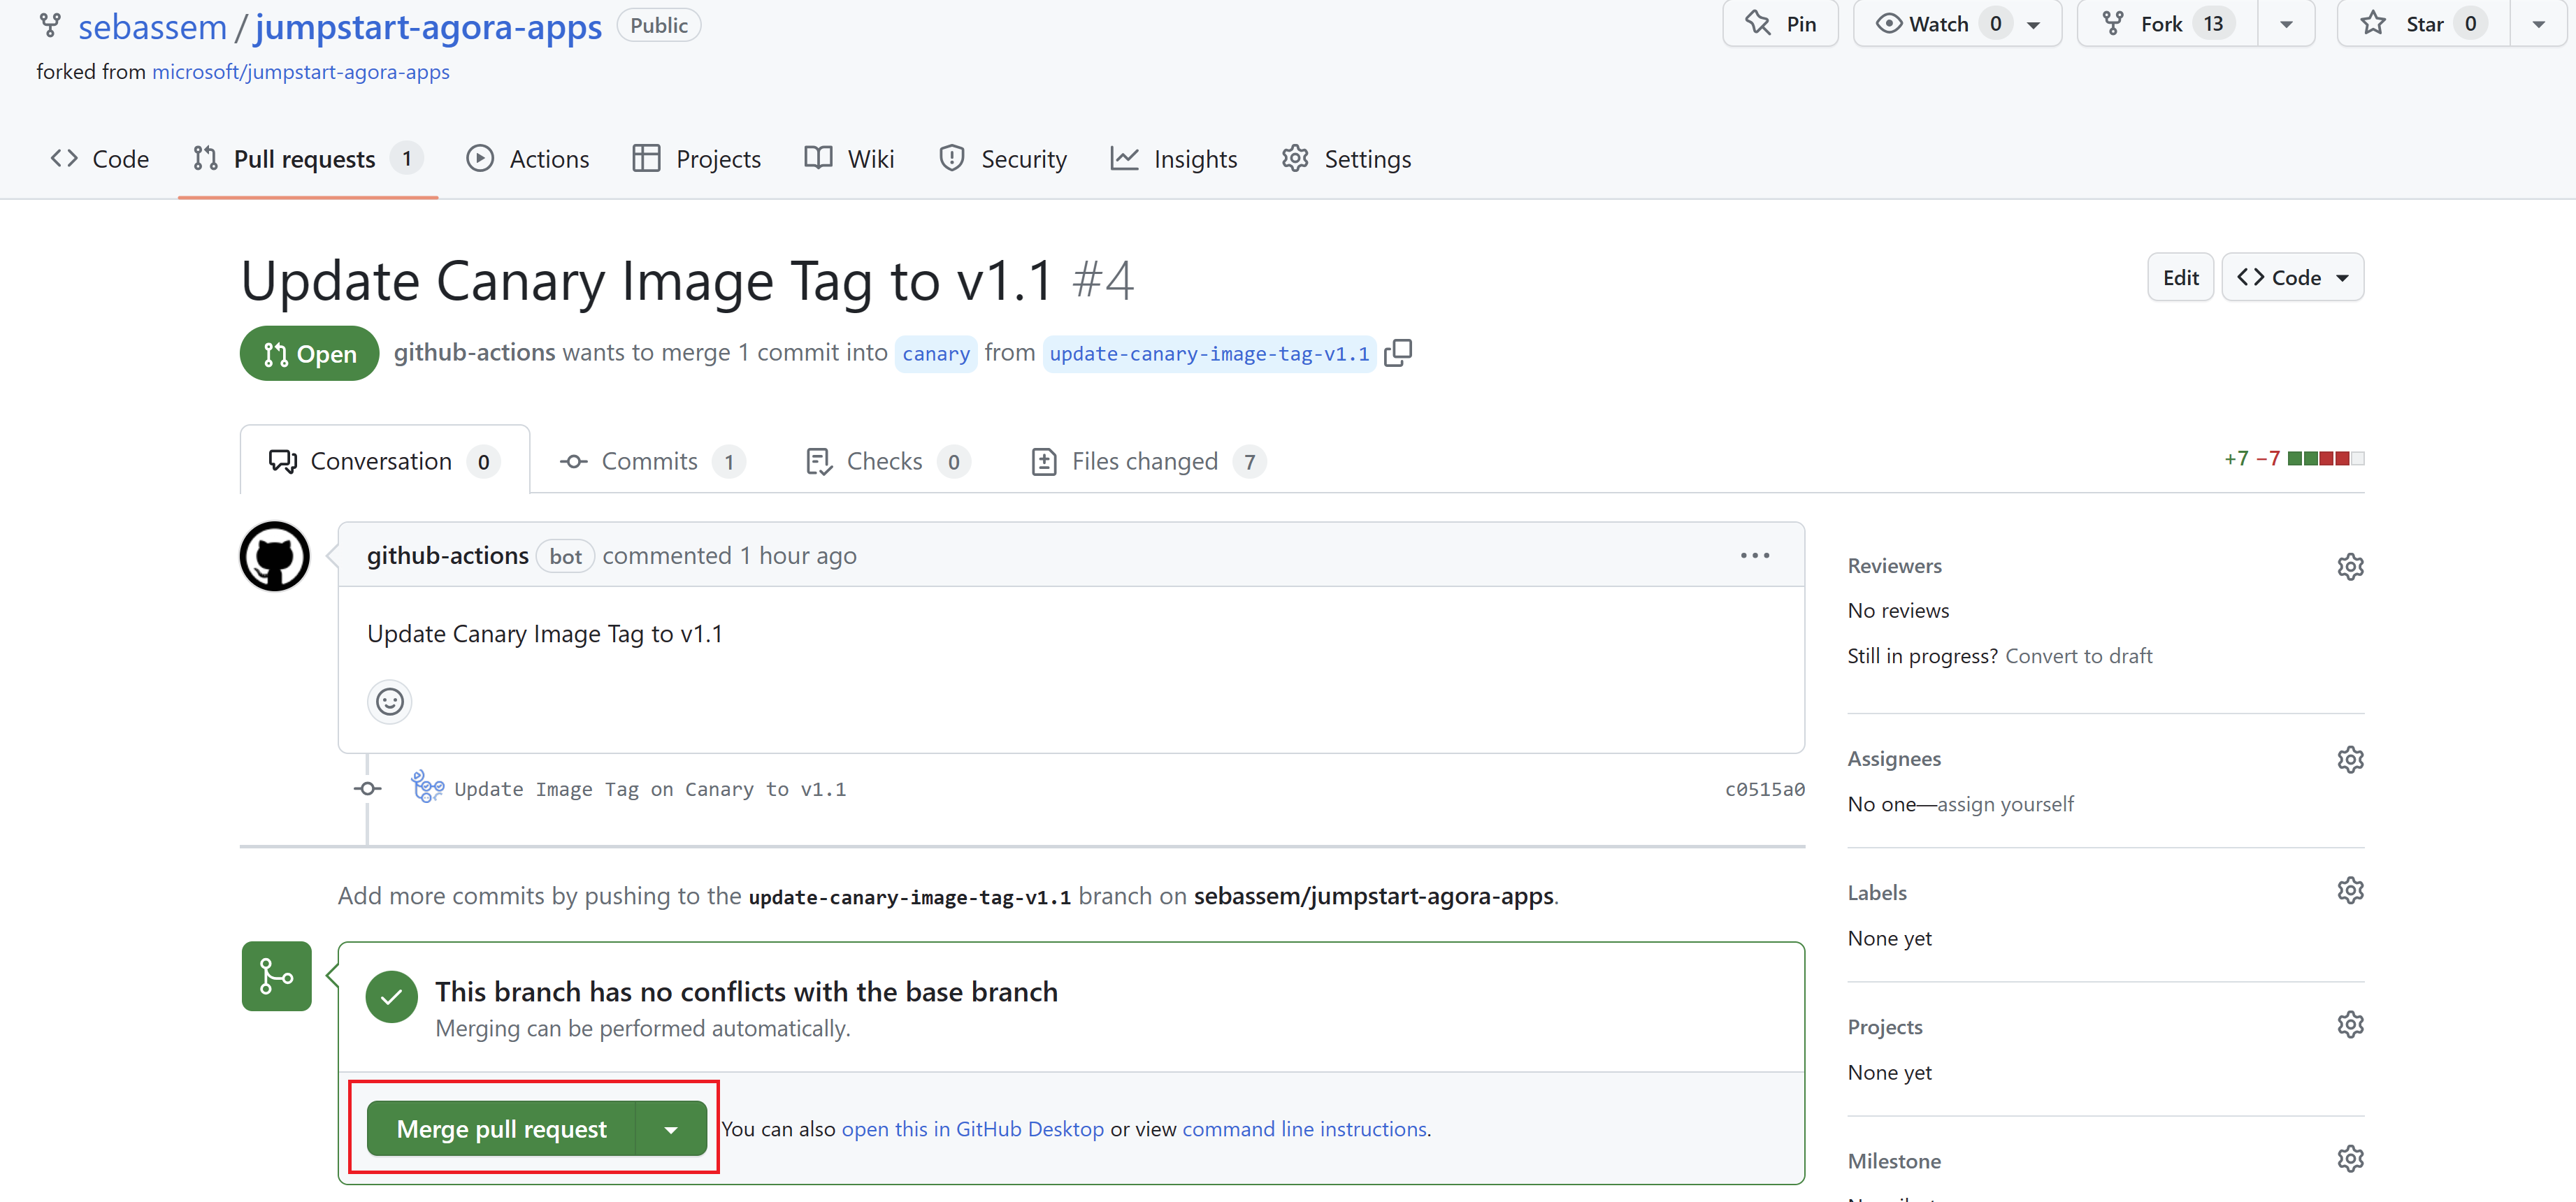 sebassem / jumpstart-agora-apps Public Pin Watch 0 Fork 13 Star 0
forked from microsoft/jumpstart-agora-apps
Code Pull requests 1 Actions Projects Wiki Security Insights Settings
Update Canary Image Tag to v1.1 #4 Edit Code
Open github-actions wants to merge 1 commit into canary from update-canary-image-tag-v1.1
Conversation 0 Commits 1 Checks 0 Files changed 7 +7 −7
github-actions bot commented 1 hour ago
Update Canary Image Tag to v1.1
Update Image Tag on Canary to v1.1 c0515a0
Add more commits by pushing to the update-canary-image-tag-v1.1 branch on sebassem/jumpstart-agora-apps.
This branch has no conflicts with the base branch
Merging can be performed automatically.
Merge pull request You can also open this in GitHub Desktop or view command line instructions.
Reviewers
No reviews
Still in progress? Convert to draft
Assignees
No one—assign yourself
Labels
None yet
Projects
None yet
Milestone